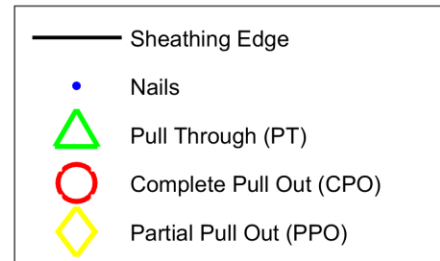 Sheathing Edge
Nails
Pull Through (PT)
Complete Pull Out (CPO)
Partial Pull Out (PPO)